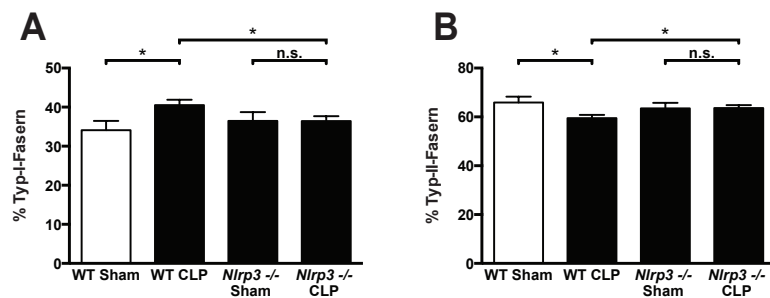 A
*
*
n.s.
% Typ-I-Fasern
50
40
30
20
10
0
WT Sham
WT CLP
Nlrp3 -/-
Sham
Nlrp3 -/-
CLP
B
*
*
n.s.
% Typ-II-Fasern
80
60
40
20
0
WT Sham
WT CLP
Nlrp3 -/-
Sham
Nlrp3 -/-
CLP